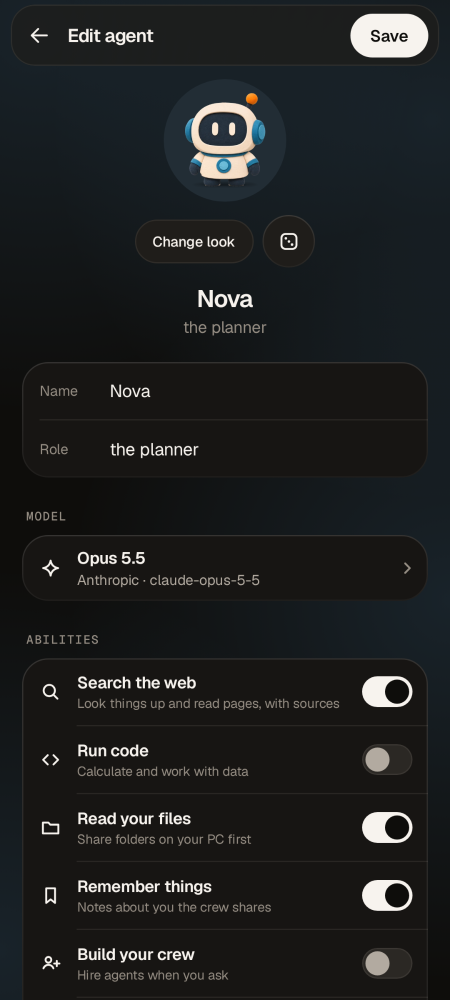 Edit agent
Save
Change look
Nova
the planner
Name Nova
Role the planner
MODEL
Opus 5.5
Anthropic · claude-opus-5-5
ABILITIES
Search the web
Look things up and read pages, with sources
Run code
Calculate and work with data
Read your files
Share folders on your PC first
Remember things
Notes about you the crew shares
Build your crew
Hire agents when you ask